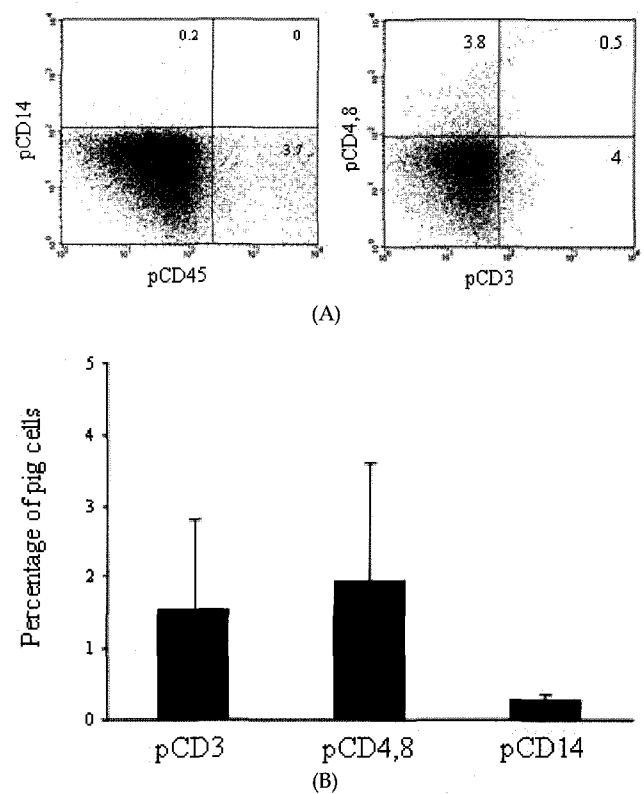 0.2 0
3.7
pCD14
pCD45
3.8 0.5
4
pCD4,8
pCD3
(A)
5
4
3
2
1
0
Percentage of pig cells
pCD3 pCD4,8 pCD14
(B)